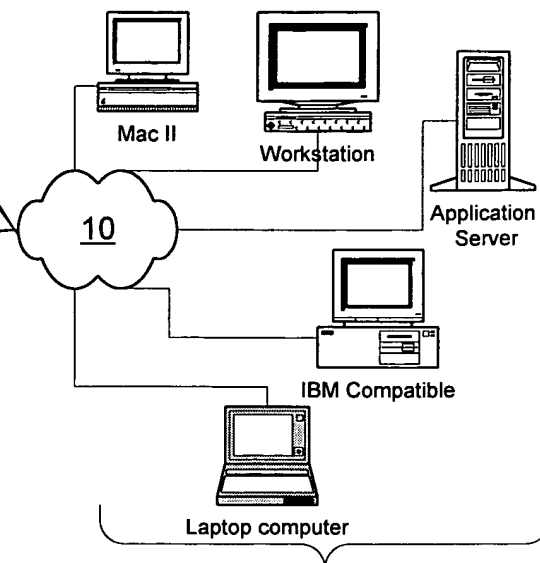 Mac II
Workstation
Application
Server
10
IBM Compatible
Laptop computer